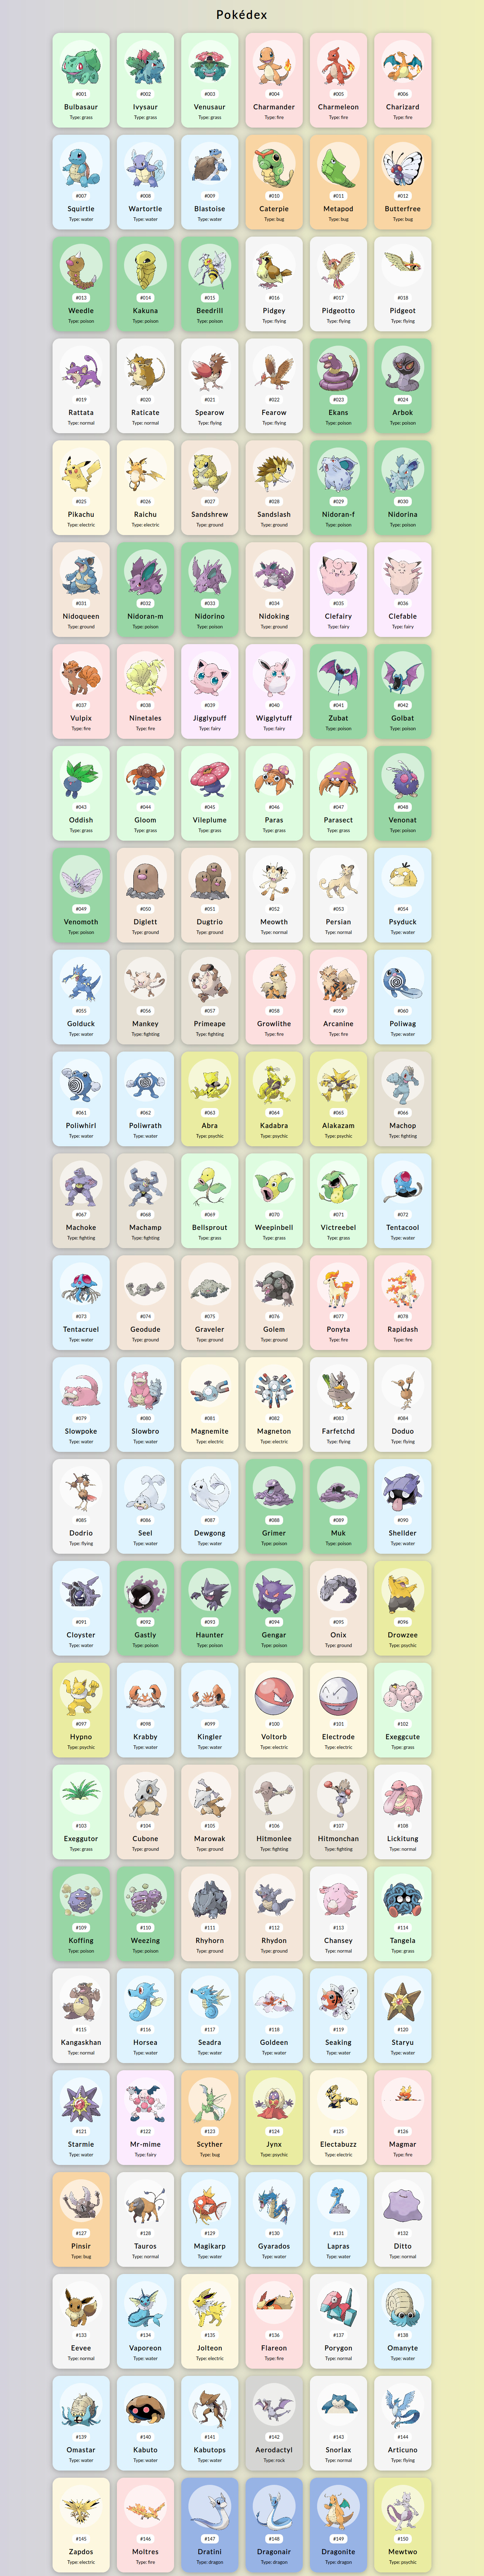 Pokédex
#001 #002 #003 #004 #005 #006
Bulbasaur Ivysaur Venusaur Charmander Charmeleon Charizard
Type: grass Type: grass Type: grass Type: fire Type: fire Type: fire
#007 #008 #009 #010 #011 #012
Squirtle Wartortle Blastoise Caterpie Metapod Butterfree
Type: water Type: water Type: water Type: bug Type: bug Type: bug
#013 #014 #015 #016 #017 #018
Weedle Kakuna Beedrill Pidgey Pidgeotto Pidgeot
Type: poison Type: poison Type: poison Type: flying Type: flying Type: flying
#019 #020 #021 #022 #023 #024
Rattata Raticate Spearow Fearow Ekans Arbok
Type: normal Type: normal Type: flying Type: flying Type: poison Type: poison
#025 #026 #027 #028 #029 #030
Pikachu Raichu Sandshrew Sandslash Nidoran-f Nidorina
Type: electric Type: electric Type: ground Type: ground Type: poison Type: poison
#031 #032 #033 #034 #035 #036
Nidoqueen Nidoran-m Nidorino Nidoking Clefairy Clefable
Type: ground Type: poison Type: poison Type: ground Type: fairy Type: fairy
#037 #038 #039 #040 #041 #042
Vulpix Ninetales Jigglypuff Wigglytuff Zubat Golbat
Type: fire Type: fire Type: fairy Type: fairy Type: poison Type: poison
#043 #044 #045 #046 #047 #048
Oddish Gloom Vileplume Paras Parasect Venonat
Type: grass Type: grass Type: grass Type: grass Type: grass Type: poison
#049 #050 #051 #052 #053 #054
Venomoth Diglett Dugtrio Meowth Persian Psyduck
Type: poison Type: ground Type: ground Type: normal Type: normal Type: water
#055 #056 #057 #058 #059 #060
Golduck Mankey Primeape Growlithe Arcanine Poliwag
Type: water Type: fighting Type: fighting Type: fire Type: fire Type: water
#061 #062 #063 #064 #065 #066
Poliwhirl Poliwrath Abra Kadabra Alakazam Machop
Type: water Type: water Type: psychic Type: psychic Type: psychic Type: fighting
#067 #068 #069 #070 #071 #072
Machoke Machamp Bellsprout Weepinbell Victreebel Tentacool
Type: fighting Type: fighting Type: grass Type: grass Type: grass Type: water
#073 #074 #075 #076 #077 #078
Tentacruel Geodude Graveler Golem Ponyta Rapidash
Type: water Type: ground Type: ground Type: ground Type: fire Type: fire
#079 #080 #081 #082 #083 #084
Slowpoke Slowbro Magnemite Magneton Farfetchd Doduo
Type: water Type: water Type: electric Type: electric Type: flying Type: flying
#085 #086 #087 #088 #089 #090
Dodrio Seel Dewgong Grimer Muk Shellder
Type: flying Type: water Type: water Type: poison Type: poison Type: water
#091 #092 #093 #094 #095 #096
Cloyster Gastly Haunter Gengar Onix Drowzee
Type: water Type: poison Type: poison Type: poison Type: ground Type: psychic
#097 #098 #099 #100 #101 #102
Hypno Krabby Kingler Voltorb Electrode Exeggcute
Type: psychic Type: water Type: water Type: electric Type: electric Type: grass
#103 #104 #105 #106 #107 #108
Exeggutor Cubone Marowak Hitmonlee Hitmonchan Lickitung
Type: grass Type: ground Type: ground Type: fighting Type: fighting Type: normal
#109 #110 #111 #112 #113 #114
Koffing Weezing Rhyhorn Rhydon Chansey Tangela
Type: poison Type: poison Type: ground Type: ground Type: normal Type: grass
#115 #116 #117 #118 #119 #120
Kangaskhan Horsea Seadra Goldeen Seaking Staryu
Type: normal Type: water Type: water Type: water Type: water Type: water
#121 #122 #123 #124 #125 #126
Starmie Mr-mime Scyther Jynx Electabuzz Magmar
Type: water Type: fairy Type: bug Type: psychic Type: electric Type: fire
#127 #128 #129 #130 #131 #132
Pinsir Tauros Magikarp Gyarados Lapras Ditto
Type: bug Type: normal Type: water Type: water Type: water Type: normal
#133 #134 #135 #136 #137 #138
Eevee Vaporeon Jolteon Flareon Porygon Omanyte
Type: normal Type: water Type: electric Type: fire Type: normal Type: water
#139 #140 #141 #142 #143 #144
Omastar Kabuto Kabutops Aerodactyl Snorlax Articuno
Type: water Type: water Type: water Type: rock Type: normal Type: flying
#145 #146 #147 #148 #149 #150
Zapdos Moltres Dratini Dragonair Dragonite Mewtwo
Type: electric Type: fire Type: dragon Type: dragon Type: dragon Type: psychic